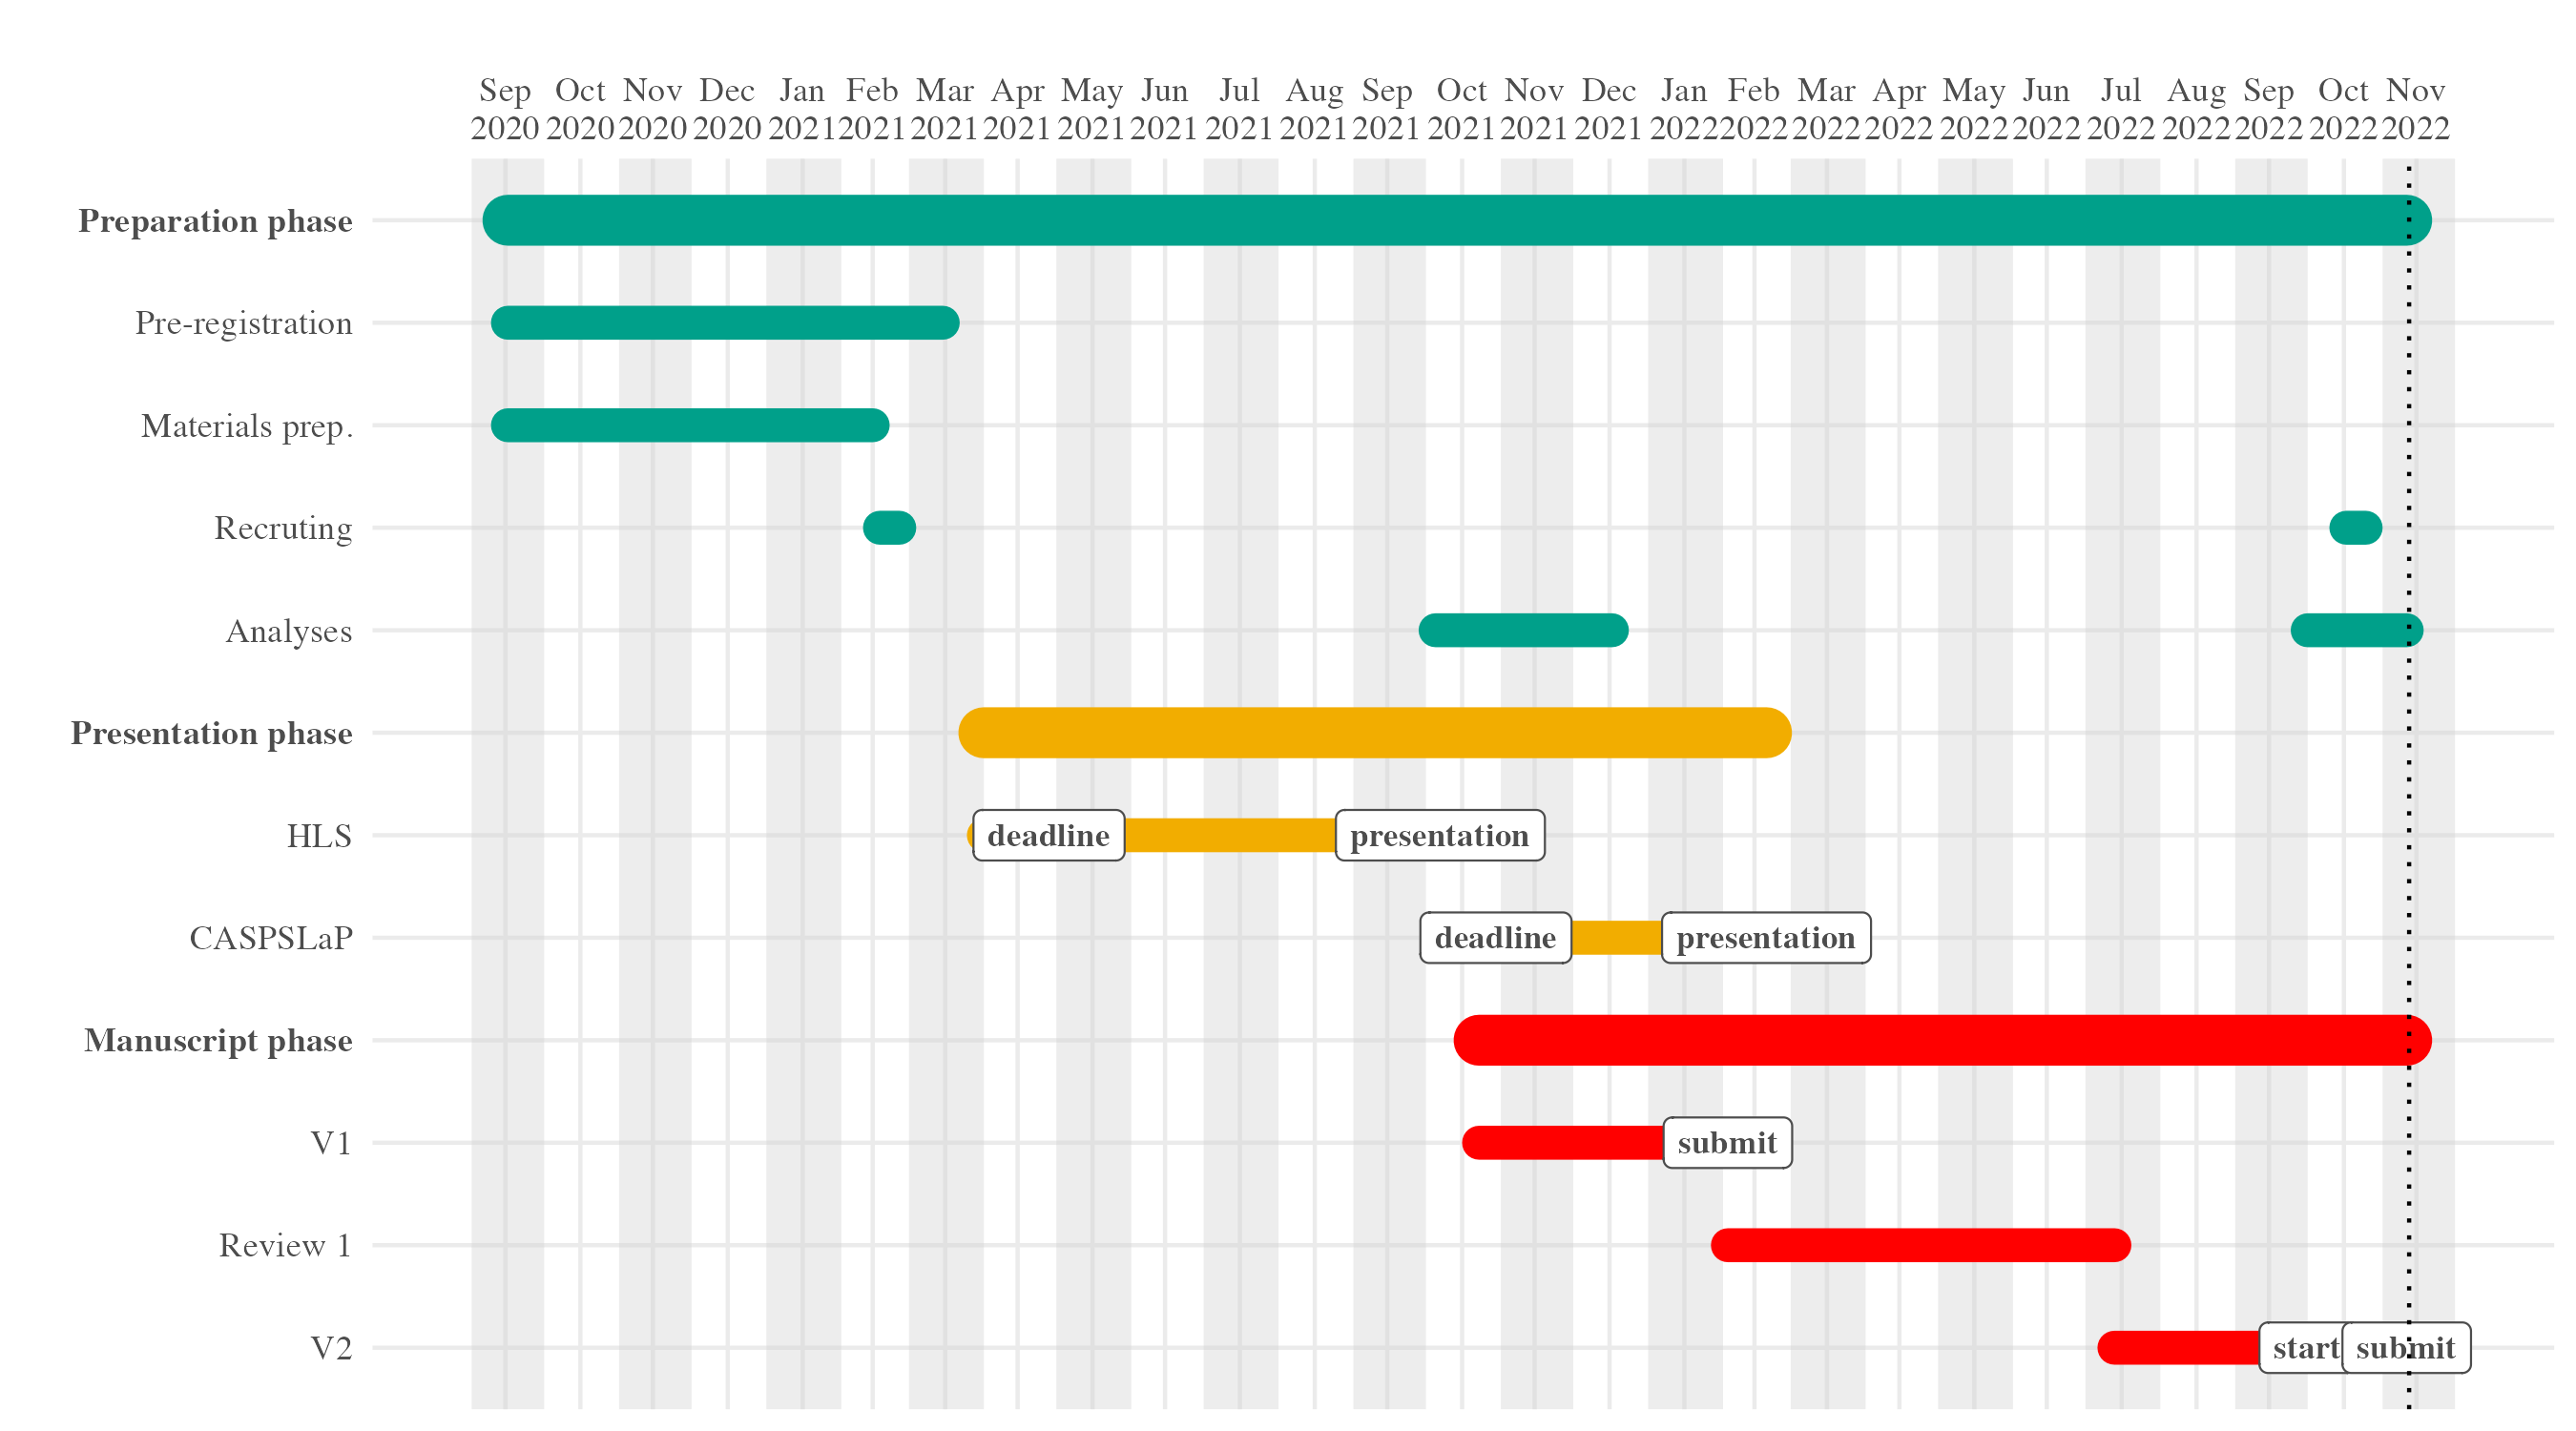 Sep Oct Nov Dec Jan Feb Mar Apr May Jun Jul Aug Sep Oct Nov Dec Jan Feb Mar Apr May Jun Jul Aug Sep Oct Nov
2020 2020 2020 2020 2021 2021 2021 2021 2021 2021 2021 2021 2021 2021 2021 2021 2022 2022 2022 2022 2022 2022 2022 2022 2022 2022 2022
Preparation phase
Pre-registration
Materials prep.
Recruting
Analyses
Presentation phase
HLS deadline presentation
CASPSLaP deadline presentation
Manuscript phase
V1 submit
Review 1
V2 start submit